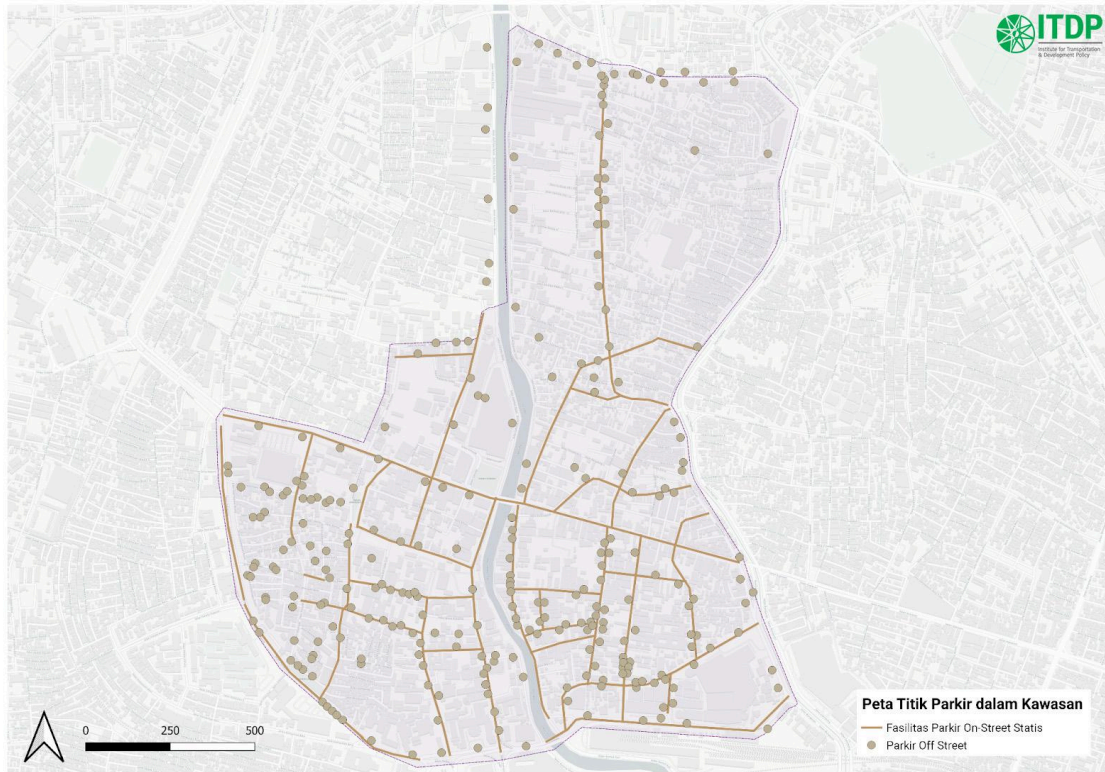 ITDP
Institute for Transportation
& Development Policy
Peta Titik Parkir dalam Kawasan
Fasilitas Parkir On-Street Statis
Parkir Off Street
0 250 500